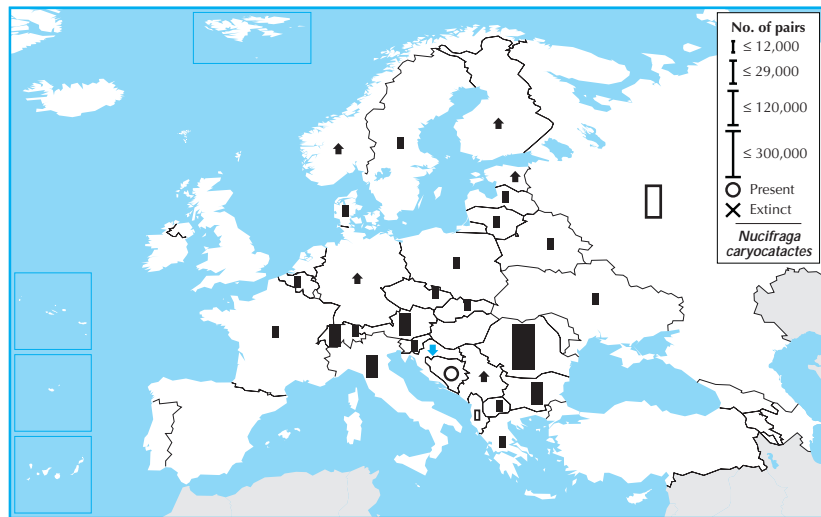 No. of pairs
≤ 12,000
≤ 29,000
≤ 120,000
≤ 300,000
Present
Extinct
Nucifraga
caryocatactes